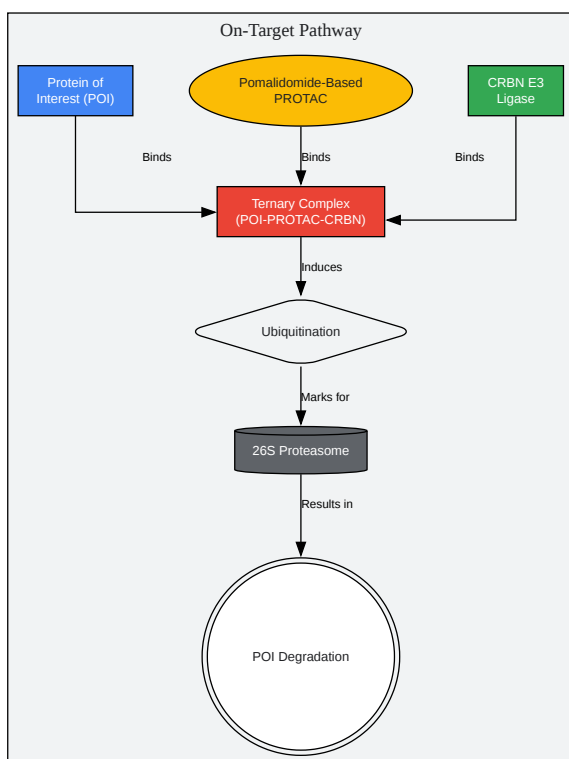 On-Target Pathway
Protein of
Interest (POI)
Pomalidomide-Based
PROTAC
CRBN E3
Ligase
Binds
Binds
Binds
Ternary Complex
(POI-PROTAC-CRBN)
Induces
Ubiquitination
Marks for
26S Proteasome
Results in
POI Degradation